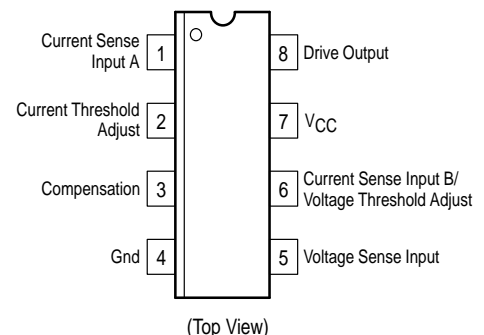 Current Sense
Input A
1
8
Drive Output
Current Threshold
Adjust
2
7
VCC
Compensation
3
6
Current Sense Input B/
Voltage Threshold Adjust
Gnd
4
5
Voltage Sense Input
(Top View)